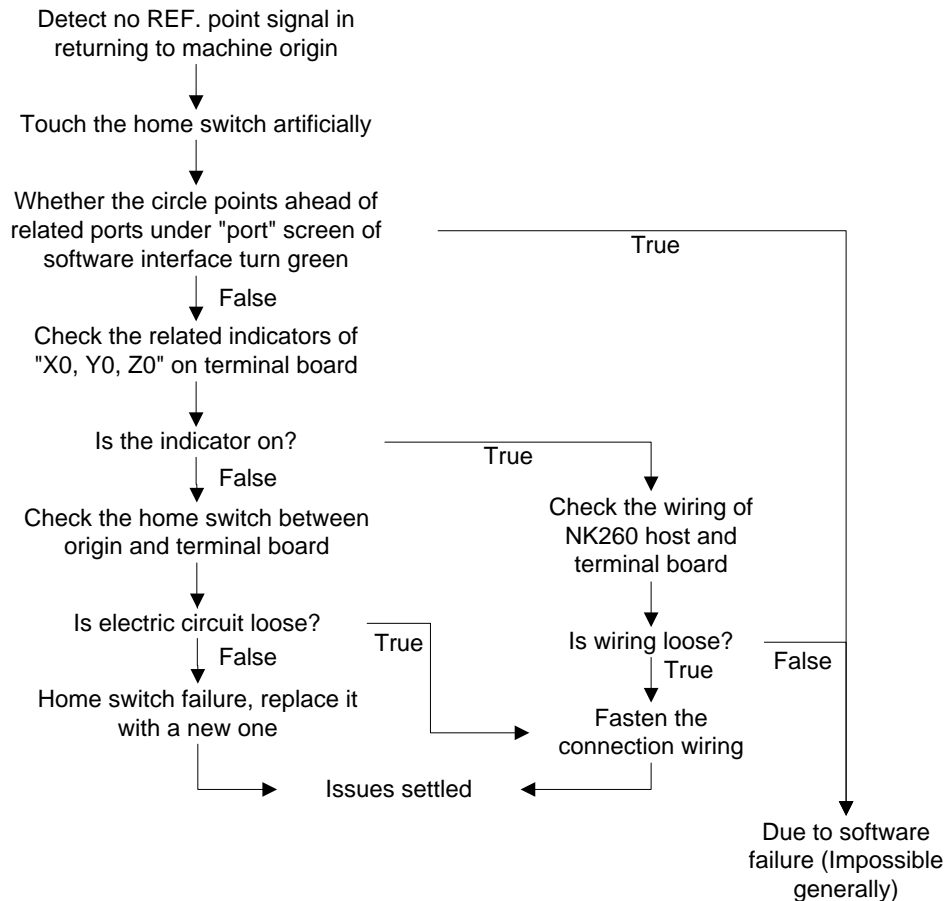 Detect no REF. point signal in
returning to machine origin
Touch the home switch artificially
Whether the circle points ahead of
related ports under "port" screen of
software interface turn green
True
False
Check the related indicators of
"X0, Y0, Z0" on terminal board
Is the indicator on?
True
False
Check the home switch between
origin and terminal board
Check the wiring of
NK260 host and
terminal board
Is electric circuit loose?
True
False
Is wiring loose?
False
True
Home switch failure, replace it
with a new one
Fasten the
connection wiring
Issues settled
Due to software
failure (Impossible
generally)